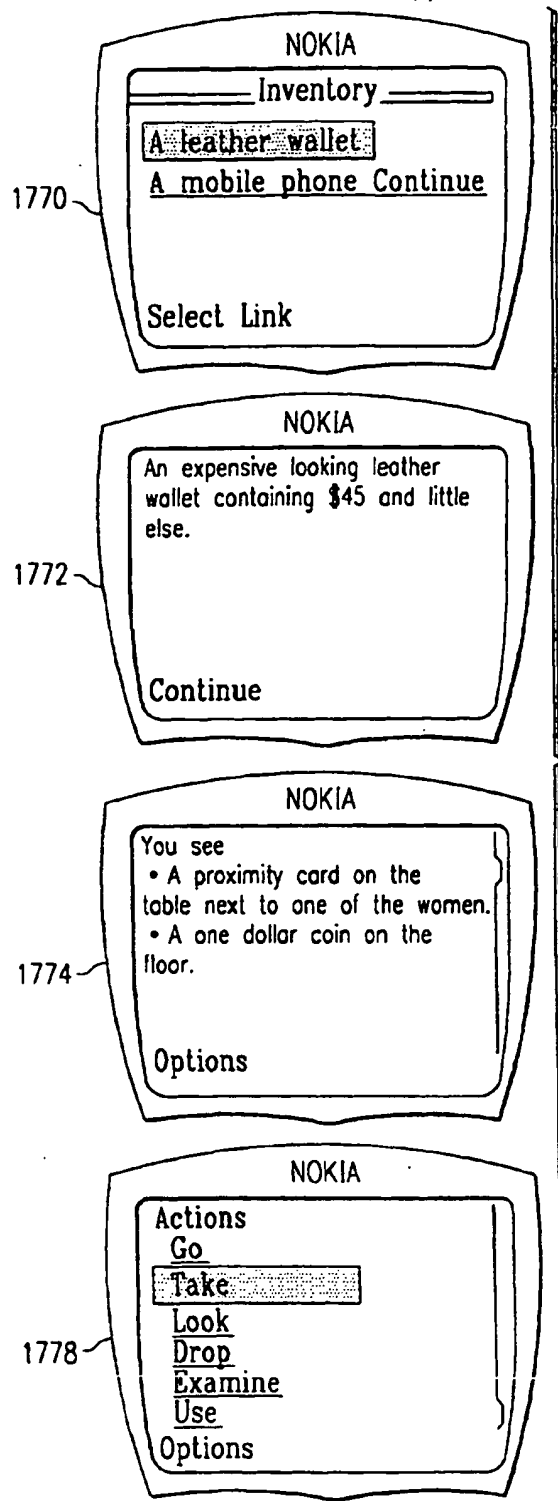 NOKIA
Inventory
A leather wallet
A mobile phone Continue
1770
Select Link
NOKIA
An expensive looking leather
wallet containing $45 and little
else.
1772
Continue
NOKIA
You see
• A proximity card on the
table next to one of the women.
• A one dollar coin on the
floor.
1774
Options
NOKIA
Actions
Go
Take
Look
1778
Drop
Examine
Use
Options